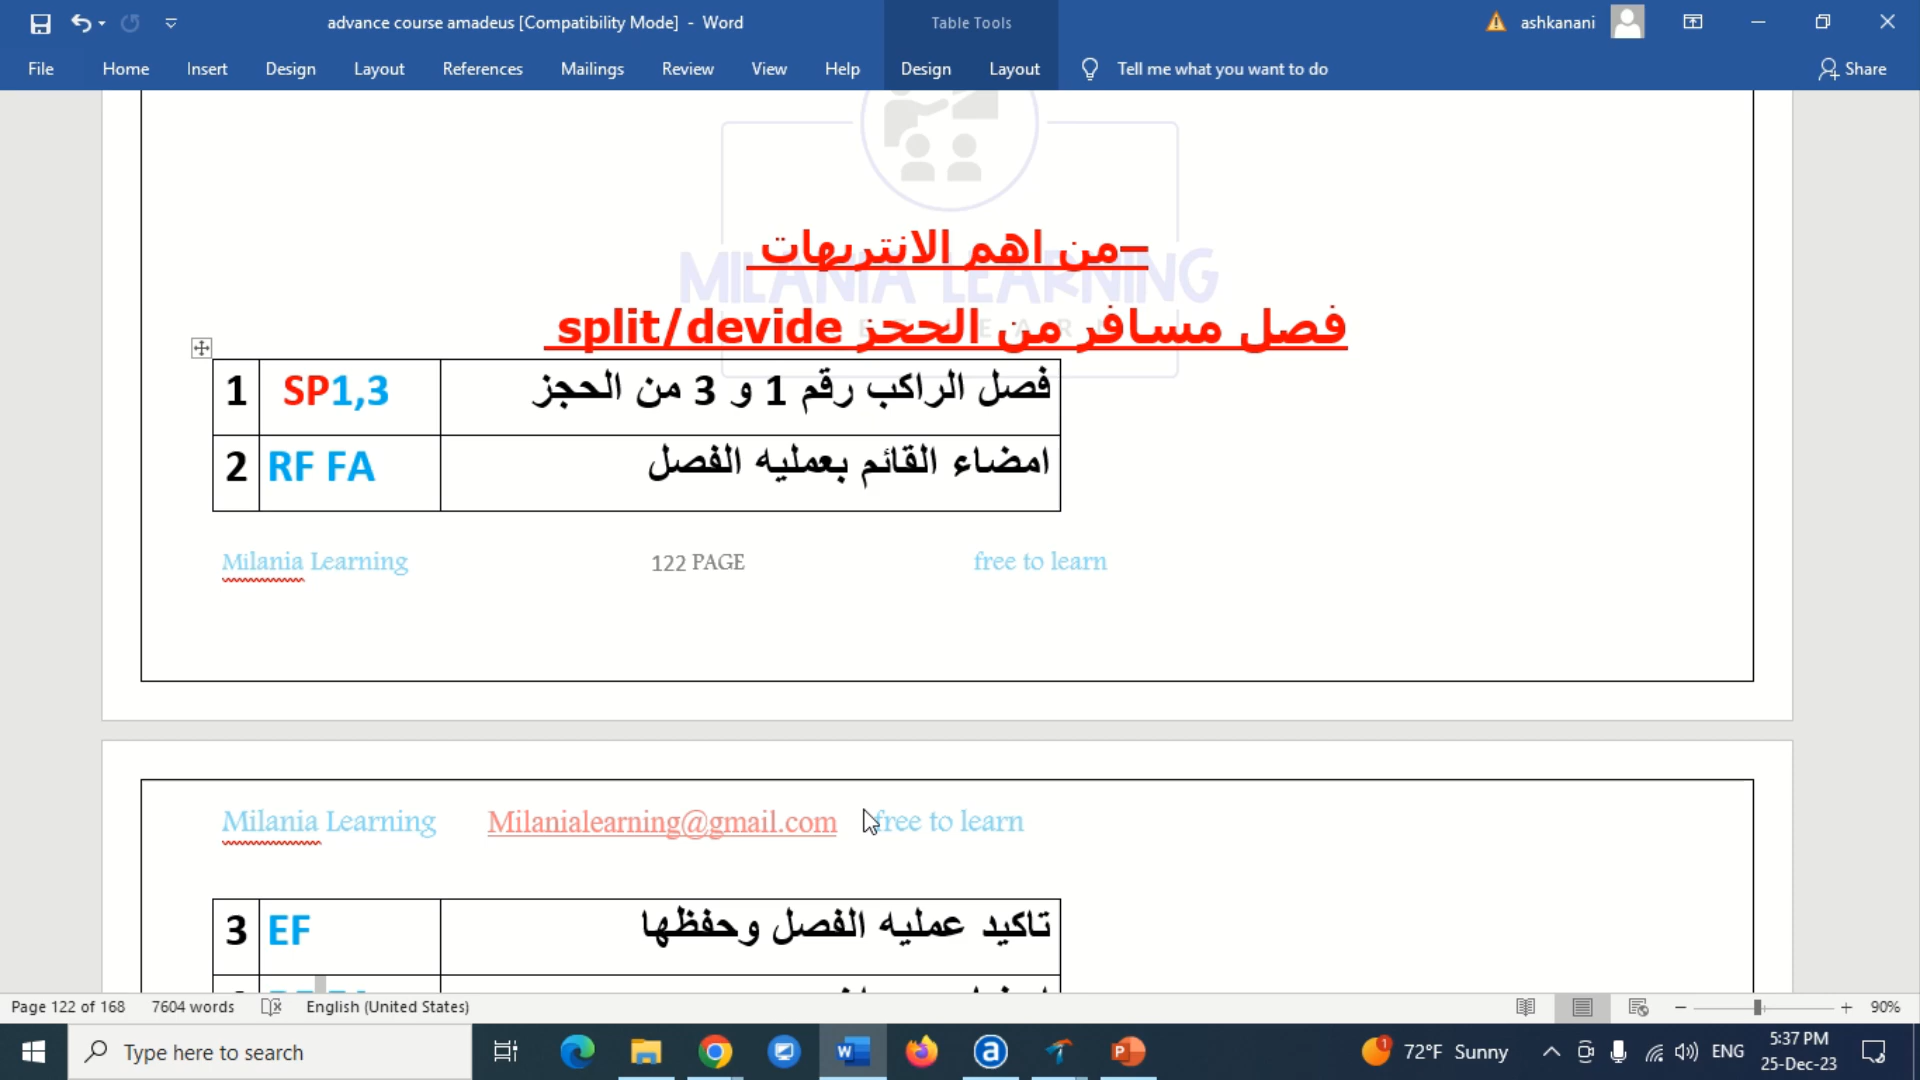 advance course amadeus [Compatibility Mode] - Word
Table Tools
ashkanani
File Home Insert Design Layout References Mailings Review View Help Design Layout Tell me what you want to do Share
MILANIA LEARNING
–من اهم الانتريهات
فصل مسافر من الحجز split/devide
1 SP1,3 فصل الراكب رقم 1 و 3 من الحجز
2 RF FA امضاء القائم بعمليه الفصل
Milania Learning 122 PAGE free to learn
Milania Learning Milanialearning@gmail.com free to learn
3 EF تاكيد عمليه الفصل وحفظها
Page 122 of 168 7604 words English (United States) 90%
Type here to search
72°F Sunny ENG 5:37 PM
25-Dec-23